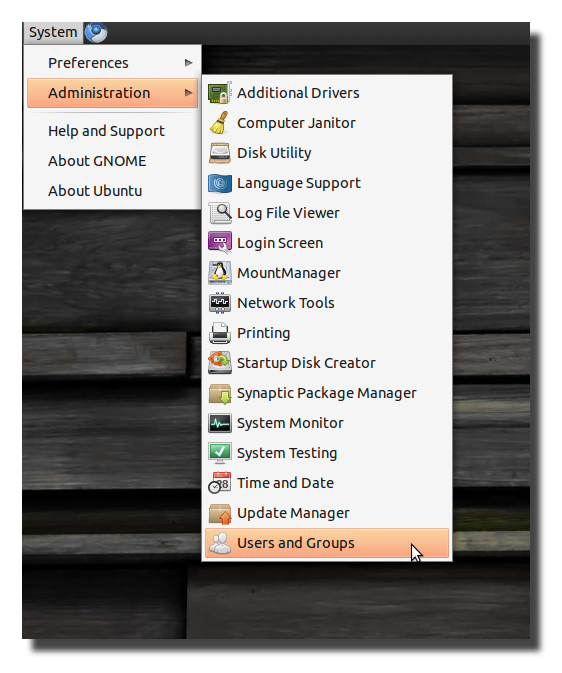 System
Preferences
Administration
Help and Support
About GNOME
About Ubuntu
Additional Drivers
Computer Janitor
Disk Utility
Language Support
Log File Viewer
Login Screen
MountManager
Network Tools
Printing
Startup Disk Creator
Synaptic Package Manager
System Monitor
System Testing
Time and Date
Update Manager
Users and Groups